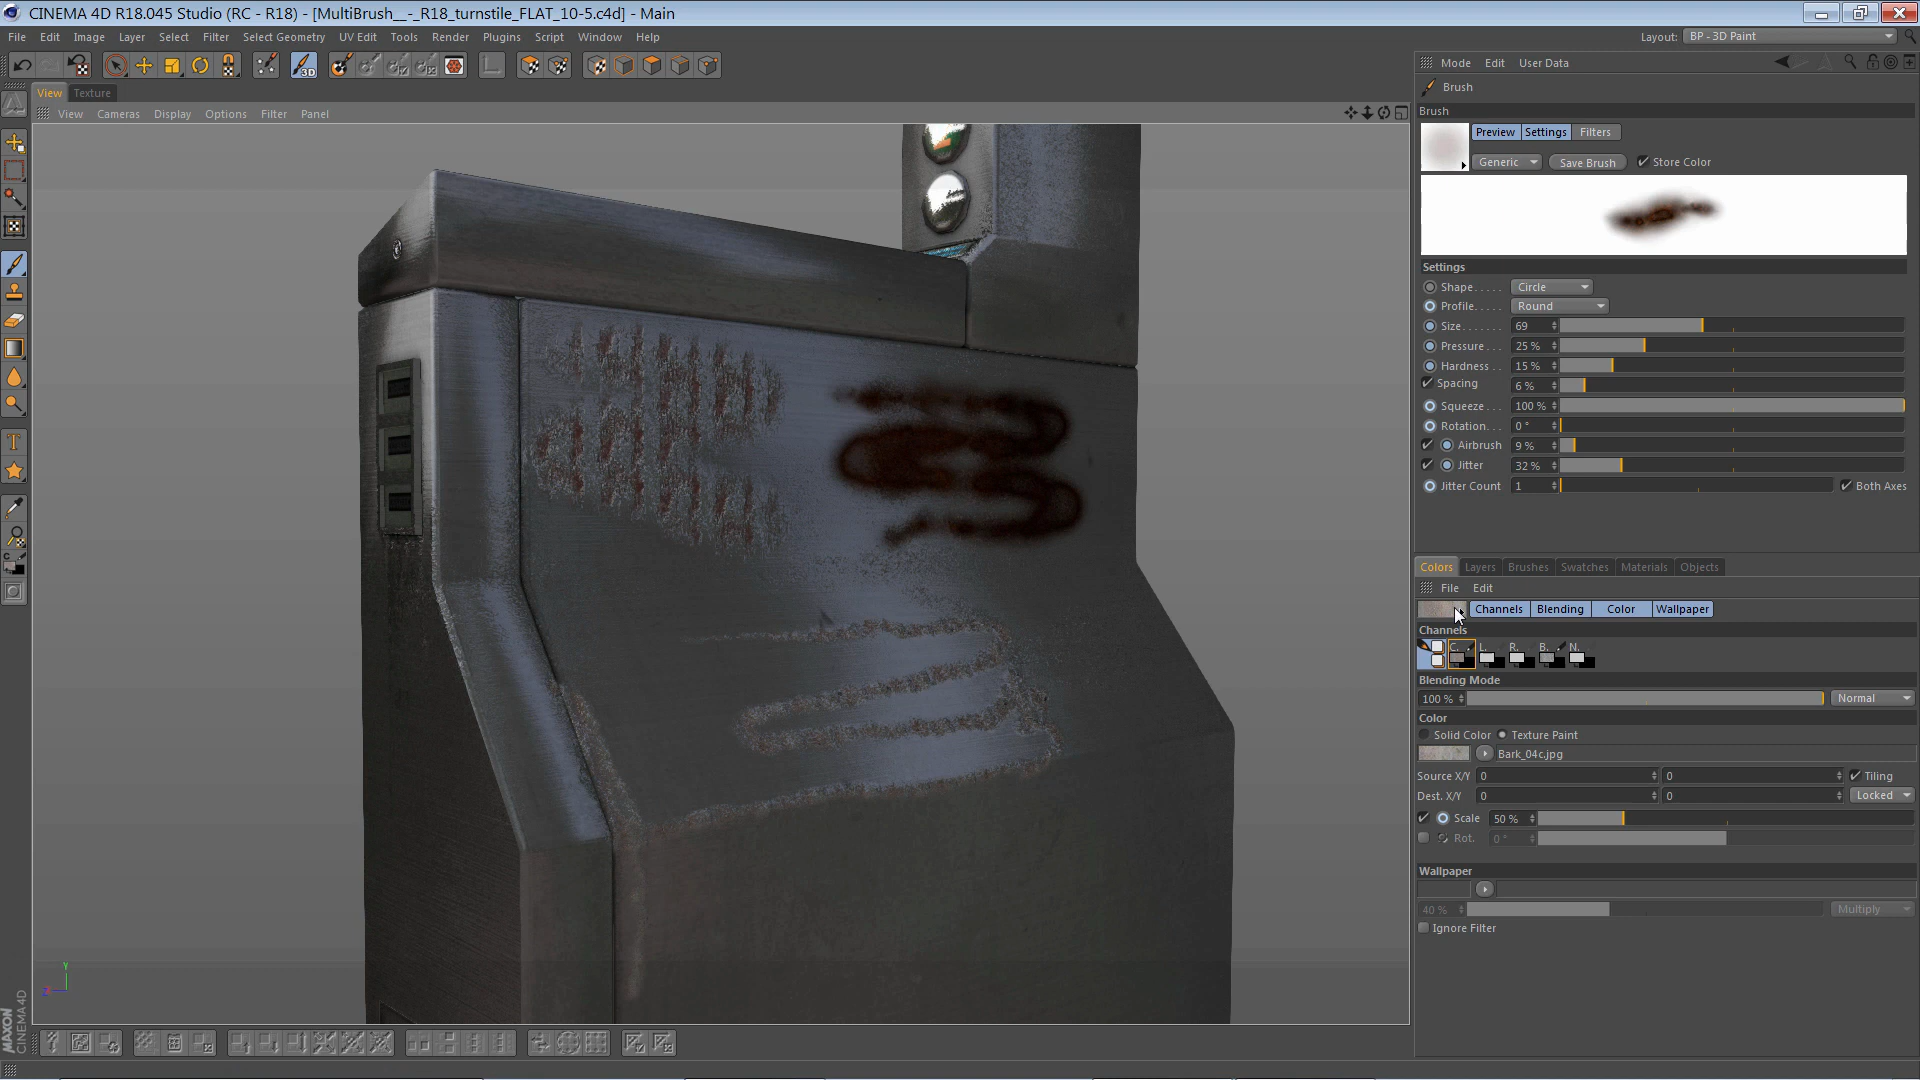 CINEMA 4D R18.045 Studio (RC - R18) - [MultiBrush__-_R18_turnstile_FLAT_10-5.c4d] - Main
File Edit Image Layer Select Filter Select Geometry UV Edit Tools Render Plugins Script Window Help
Layout: BP - 3D Paint
3D
Mode Edit User Data
View Texture
Brush
View Cameras Display Options Filter Panel
Brush
Preview Settings Filters
Generic Save Brush Store Color
Settings
Shape..... Circle
Profile..... Round
Size....... 69
Pressure... 25 %
Hardness.. 15 %
Spacing 6 %
Squeeze... 100 %
Rotation... 0 °
Airbrush 9 %
Jitter 32 %
Jitter Count 1 Both Axes
Colors Layers Brushes Swatches Materials Textures Objects
File Edit
Channels Blending Color Wallpaper
Channels
C. L. R. B. N.
Blending Mode
100 % Normal
Color
Solid Color Texture Paint
Bark_04c.jpg
Source X/Y 0 0 Tiling
Dest. X/Y 0 0 Locked
Scale 50 %
Rot. 0 °
Wallpaper
40 % Multiply
Ignore Filter
Y
Z
MAXON
CINEMA 4D